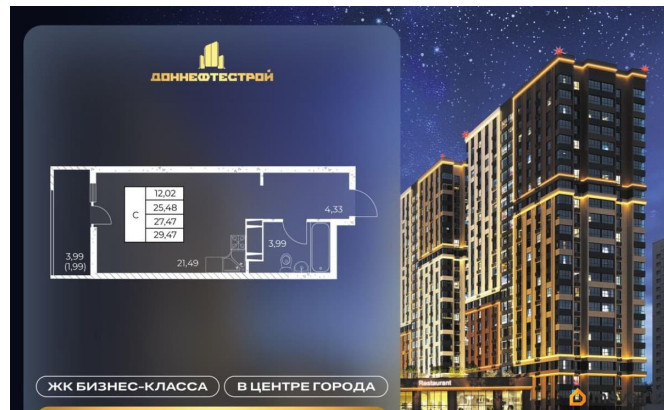 ДОННЕФТЕСТРОЙ
С
12,02
25,48
27,47
29,47
4,33
3,99
3,99
(1,99)
21,49
ЖК БИЗНЕС-КЛАССА
В ЦЕНТРЕ ГОРОДА
Restaurant